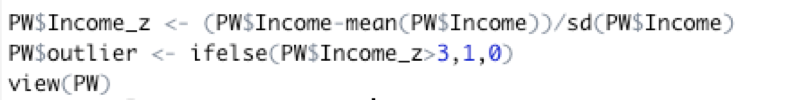 PW$Income_z <- (PW$Income-mean(PW$Income))/sd(PW$Income)
PW$outlier <- ifelse(PW$Income_z>3,1,0)
view(PW)